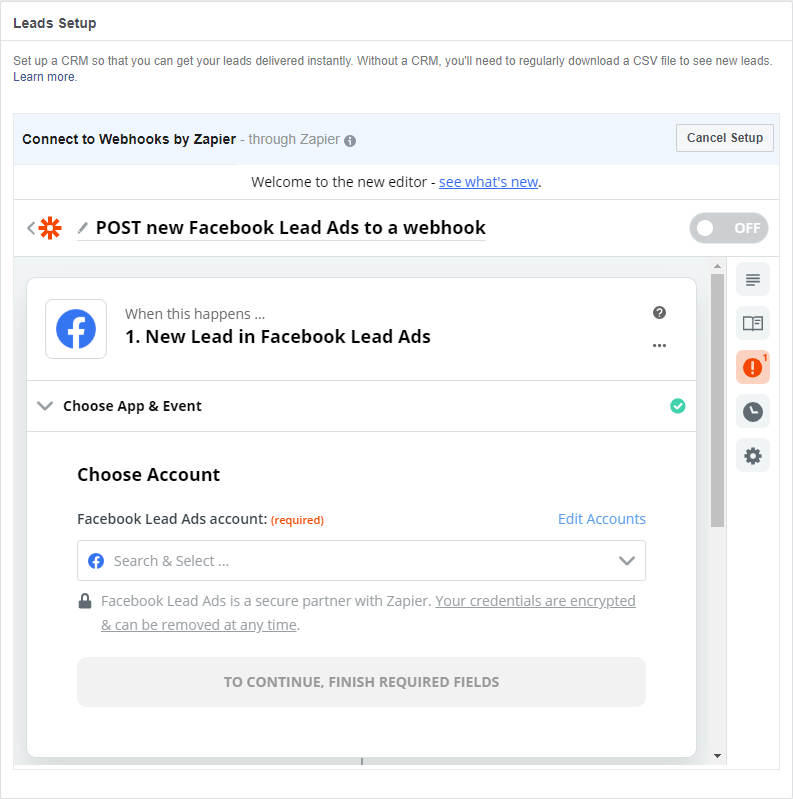 Leads Setup
Set up a CRM so that you can get your leads delivered instantly. Without a CRM, you'll need to regularly download a CSV file to see new leads.
Learn more.
Connect to Webhooks by Zapier - through Zapier
Cancel Setup
Welcome to the new editor - see what's new.
POST new Facebook Lead Ads to a webhook
OFF
When this happens ...
1. New Lead in Facebook Lead Ads
1
Choose App & Event
Choose Account
Facebook Lead Ads account: (required)
Edit Accounts
Search & Select ...
Facebook Lead Ads is a secure partner with Zapier. Your credentials are encrypted
& can be removed at any time.
TO CONTINUE, FINISH REQUIRED FIELDS